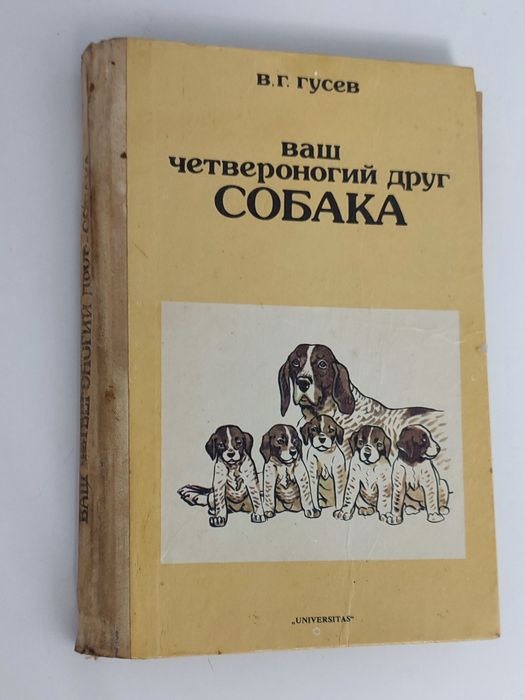 В. Г. ГУСЕВ
ваш
четвероногий друг
СОБАКА
„UNIVERSITAS“
ВАШ ЧЕТВЕРОНОГИЙ ДРУГ СОБАКА